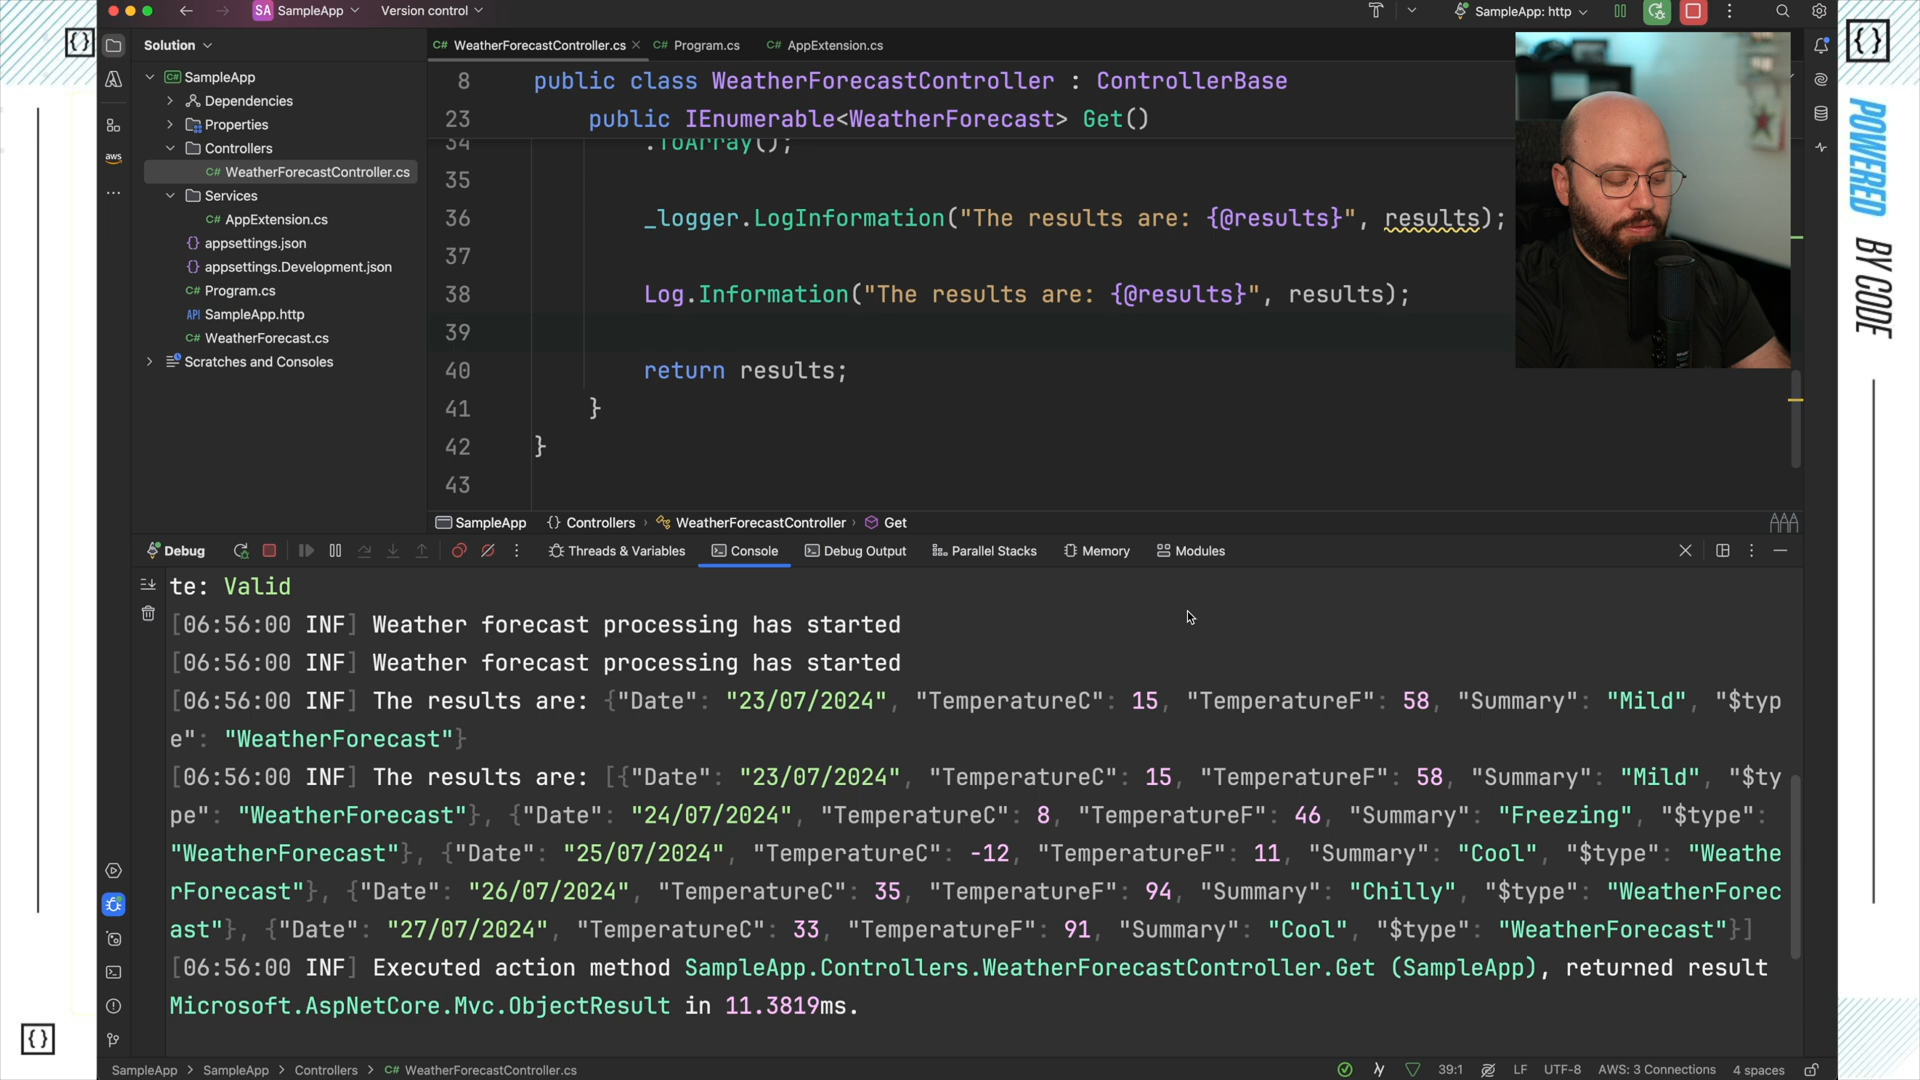 SA SampleApp
Version control
SampleApp: http
Solution
C# WeatherForecastController.cs
C# Program.cs
C# AppExtension.cs
C# SampleApp
Dependencies
Properties
Controllers
C# WeatherForecastController.cs
Services
C# AppExtension.cs
{} appsettings.json
{} appsettings.Development.json
C# Program.cs
API SampleApp.http
C# WeatherForecast.cs
Scratches and Consoles
aws
8 public class WeatherForecastController : ControllerBase
23 public IEnumerable<WeatherForecast> Get()
34 .ToArray();
35
36 _logger.LogInformation("The results are: {@results}", results);
37
38 Log.Information("The results are: {@results}", results);
39
40 return results;
41 }
42 }
43
SampleApp {} Controllers › WeatherForecastController › Get
Debug
Threads & Variables
Console
Debug Output
Parallel Stacks
Memory
Modules
te: Valid
[06:56:00 INF] Weather forecast processing has started
[06:56:00 INF] Weather forecast processing has started
[06:56:00 INF] The results are: {"Date": "23/07/2024", "TemperatureC": 15, "TemperatureF": 58, "Summary": "Mild", "$typ
e": "WeatherForecast"}
[06:56:00 INF] The results are: [{"Date": "23/07/2024", "TemperatureC": 15, "TemperatureF": 58, "Summary": "Mild", "$ty
pe": "WeatherForecast"}, {"Date": "24/07/2024", "TemperatureC": 8, "TemperatureF": 46, "Summary": "Freezing", "$type":
"WeatherForecast"}, {"Date": "25/07/2024", "TemperatureC": -12, "TemperatureF": 11, "Summary": "Cool", "$type": "Weathe
rForecast"}, {"Date": "26/07/2024", "TemperatureC": 35, "TemperatureF": 94, "Summary": "Chilly", "$type": "WeatherForec
ast"}, {"Date": "27/07/2024", "TemperatureC": 33, "TemperatureF": 91, "Summary": "Cool", "$type": "WeatherForecast"}]
[06:56:00 INF] Executed action method SampleApp.Controllers.WeatherForecastController.Get (SampleApp), returned result
Microsoft.AspNetCore.Mvc.ObjectResult in 11.3819ms.
SampleApp › SampleApp › Controllers › C# WeatherForecastController.cs
39:1
LF
UTF-8
AWS: 3 Connections
4 spaces
POWERED BY CODE
{}
{}
{}